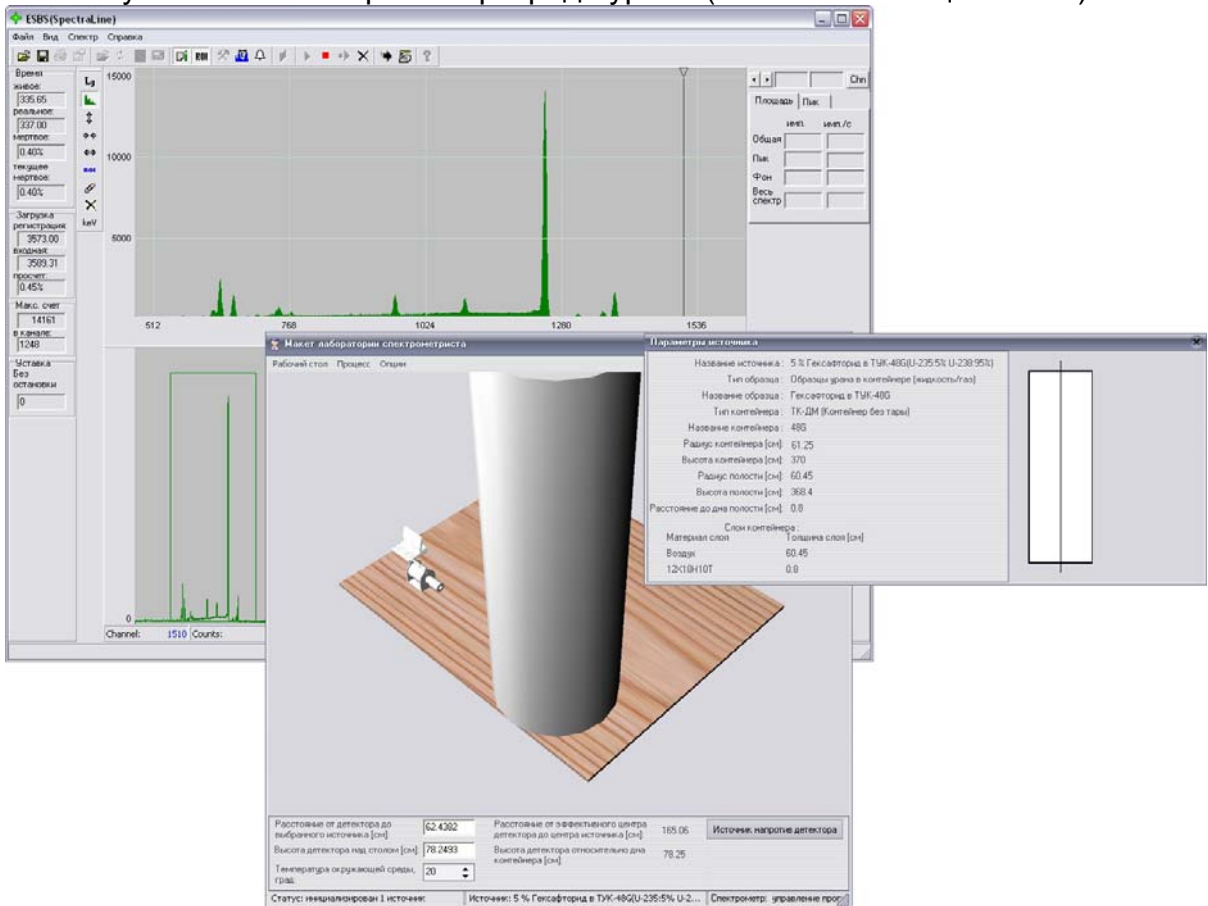 ESBS(SpectraLine)
Файл Вид Спектр Справка
Время
живое:
335.65
реальное:
337.00
мертвое:
0.40%
текущее
мертвое:
0.40%
Загрузка
регистрация:
3573.00
входная:
3589.31
просчет:
0.45%
Макс. счет
14161
в канале:
1248
Уставка
Без
остановки
0
Lg
ROI
keV
15000
10000
5000
512 768 1024 1280 1536
0
Channel: 1510 Counts:
Chn
Площадь Пик
имп. имп./с
Общая
Пик
Фон
Весь
спектр
Макет лаборатории спектрометриста
Рабочий стол Процесс Опции
Параметры источника
Название источника: 5 % Гексафторид в ТУК-48G(U-235:5% U-238:95%)
Тип образца: Образцы урана в контейнере (жидкость/газ)
Название образца: Гексафторид в ТУК-48G
Тип контейнера: ТК-ДМ (Контейнер без тары)
Название контейнера: 48G
Радиус контейнера [см]: 61.25
Высота контейнера [см]: 370
Радиус полости [см]: 60.45
Высота полости [см]: 368.4
Расстояние до дна полости [см]: 0.8
Слои контейнера:
Материал слоя Толщина слоя [см]
Воздух 60.45
12Х18Н10Т 0.8
Расстояние от детектора до
выбранного источника [см]: 62.4382
Расстояние от эффективного центра
детектора до центра источника [см]: 165.06
Источник напротив детектора
Высота детектора над столом [см]: 78.2493
Высота детектора относительно дна
контейнера [см]: 78.25
Температура окружающей среды,
град. 20
Статус: инициализирован 1 источник Источник: 5 % Гексафторид в ТУК-48G(U-235:5% U-2... Спектрометр: управление прог